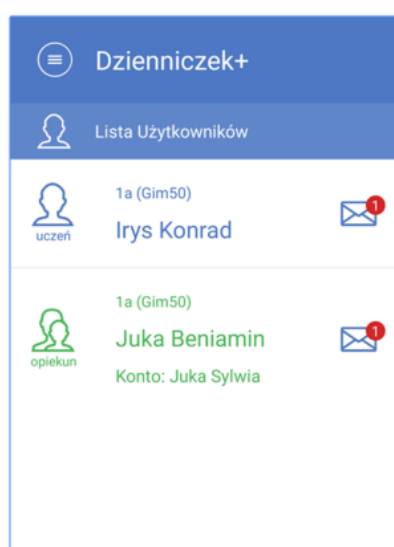 Dzienniczek+
Lista Użytkowników
1a (Gim50)
uczeń
Irys Konrad
1
1a (Gim50)
opiekun
Juka Beniamin
1
Konto: Juka Sylwia